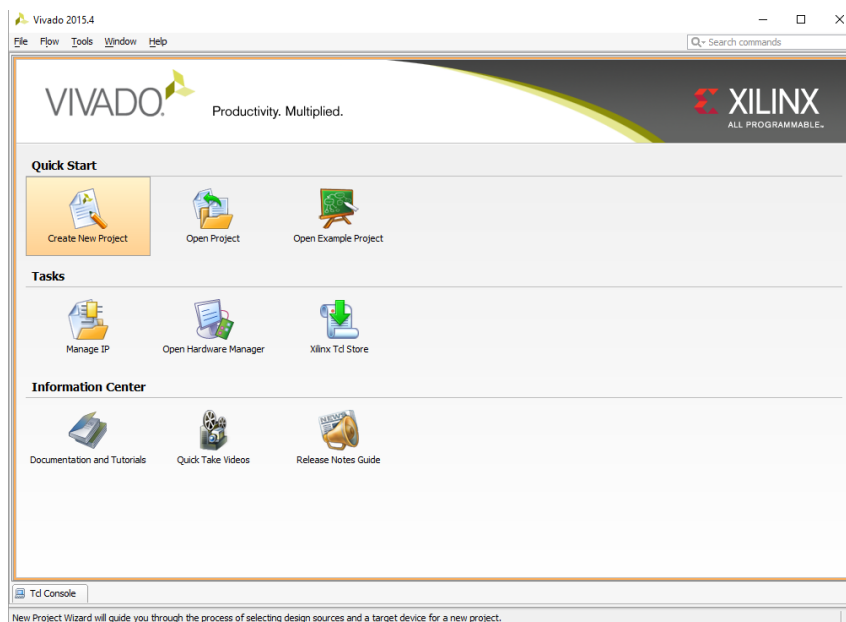 Vivado 2015.4
File Flow Tools Window Help
Search commands
VIVADO. Productivity. Multiplied.
XILINX
ALL PROGRAMMABLE.
Quick Start
Create New Project Open Project Open Example Project
Tasks
Manage IP Open Hardware Manager Xilinx Tcl Store
Information Center
NEWS
Documentation and Tutorials Quick Take Videos Release Notes Guide
Tcl Console
New Project Wizard will guide you through the process of selecting design sources and a target device for a new project.